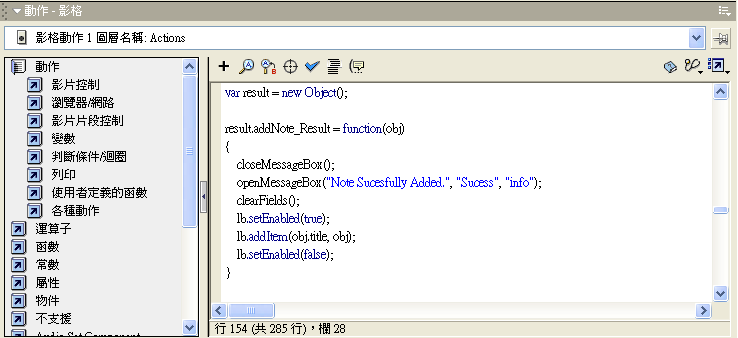 動作 - 影格
影格動作 1 圖層名稱: Actions
動作
影片控制
瀏覽器/網路
影片片段控制
變數
判斷條件/迴圈
列印
使用者定義的函數
各種動作
運算子
函數
常數
屬性
物件
不支援
var result = new Object();
result.addNote_Result = function(obj)
{
closeMessageBox();
openMessageBox("Note Sucesfully Added.", "Sucess", "info");
clearFields();
lb.setEnabled(true);
lb.addItem(obj.title, obj);
lb.setEnabled(false);
}
行 154 (共 285 行)，欄 28